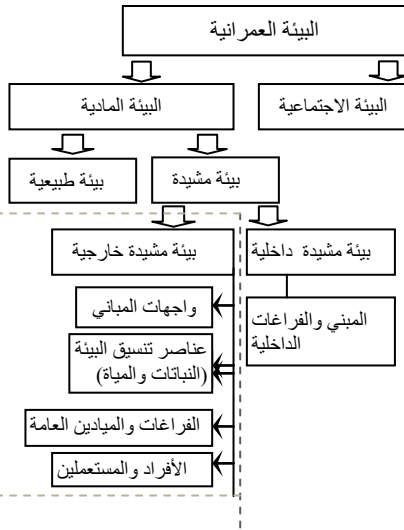 البيئة العمرانية
البيئة الاجتماعية
البيئة المادية
بيئة مشيدة
بيئة طبيعية
بيئة مشيدة داخلية
بيئة مشيدة خارجية
المبني والفراغات
الداخلية
واجهات المباني
عناصر تنسيق البيئة
(النباتات والمياة)
الفراغات والميادين العامة
الأفراد والمستعملين